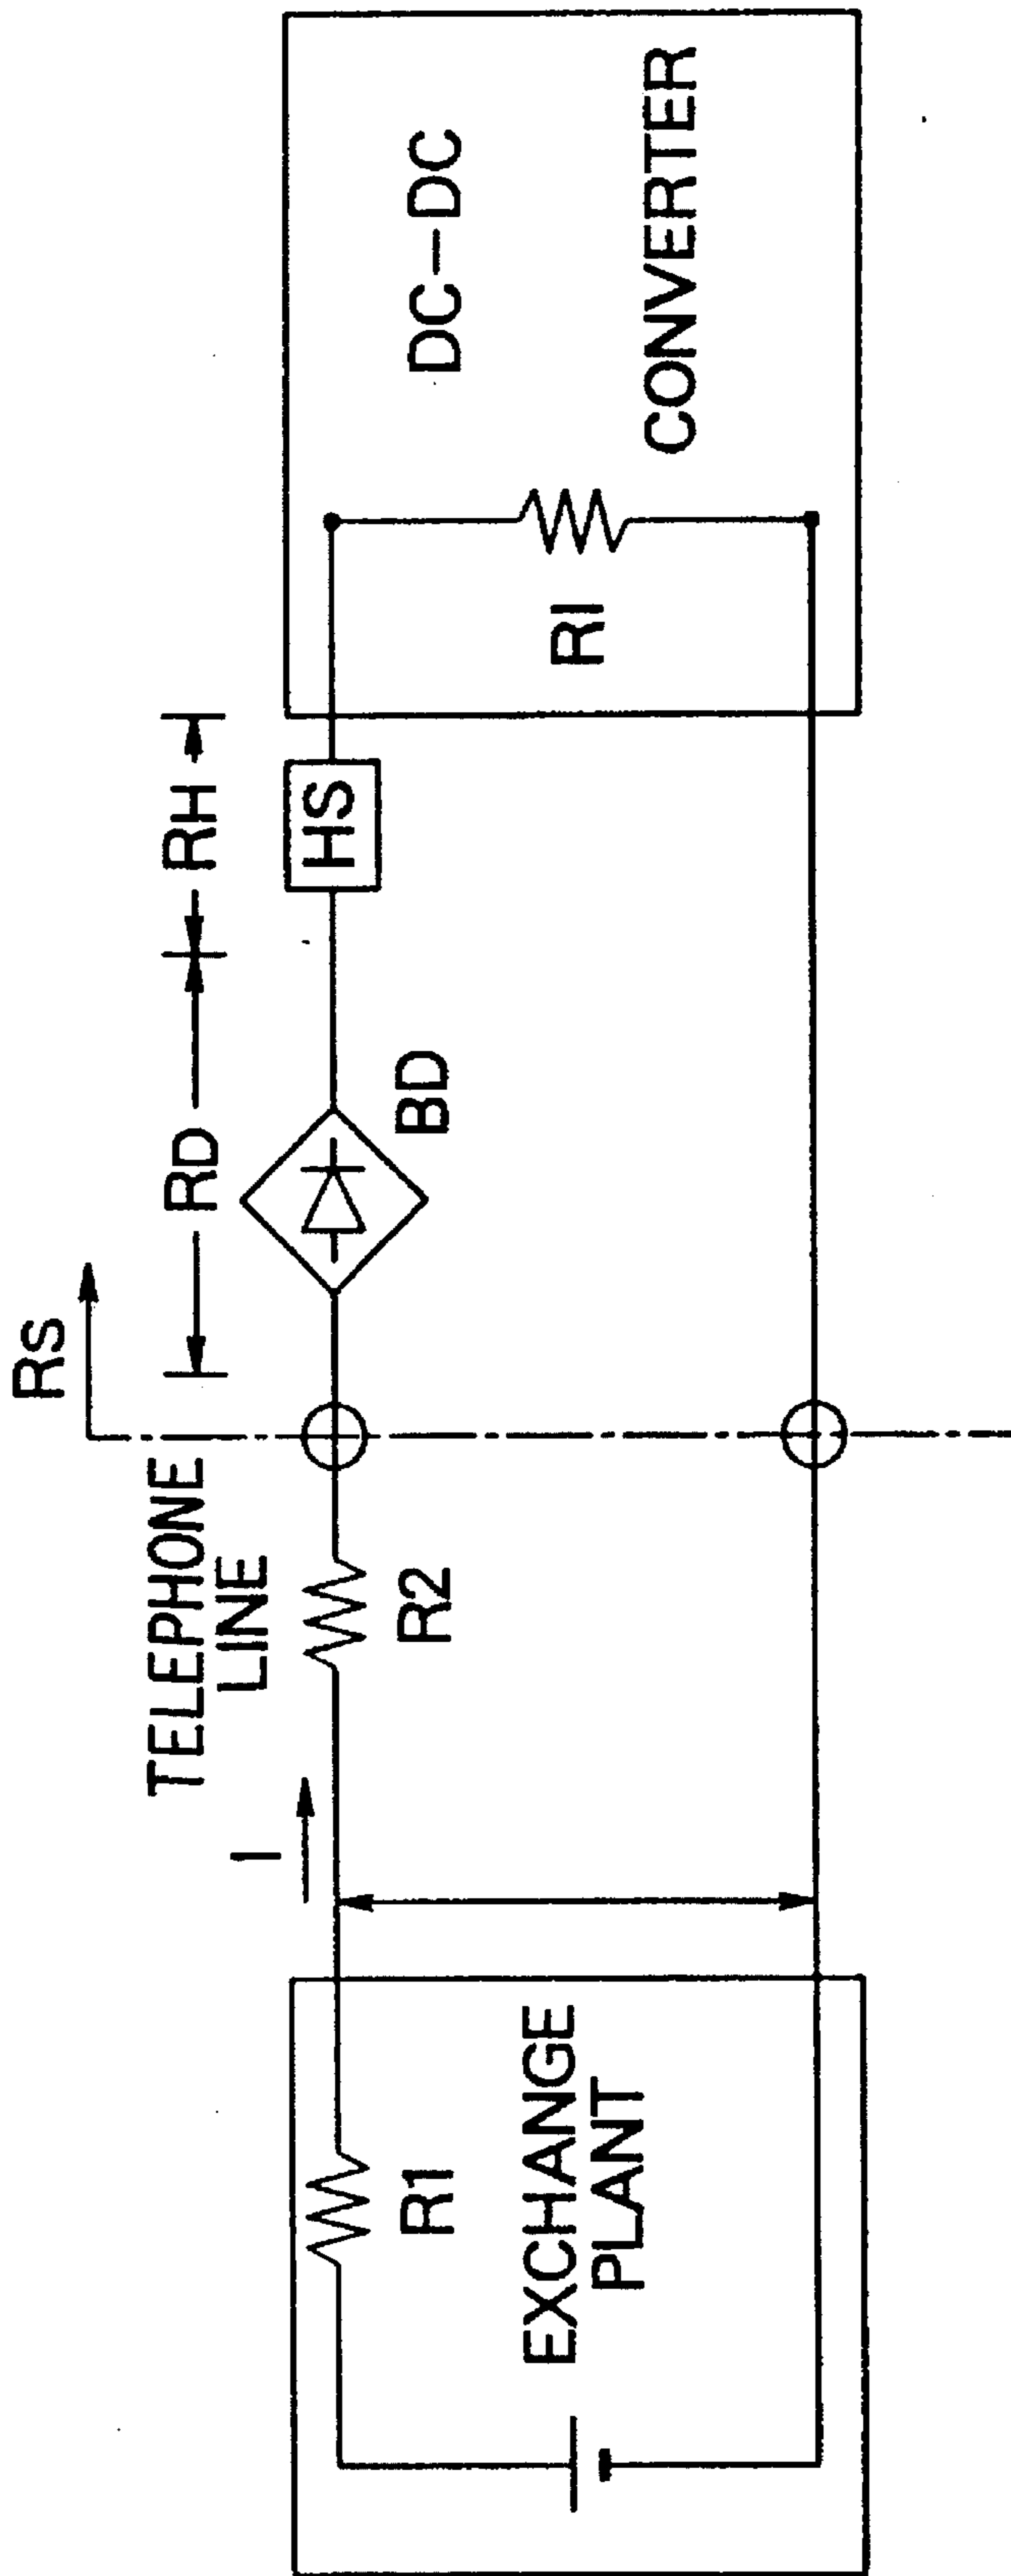 RS
TELEPHONE
LINE
RD
RH
I
R1
R2
BD
HS
RI
DC-DC
CONVERTER
EXCHANGE
PLANT